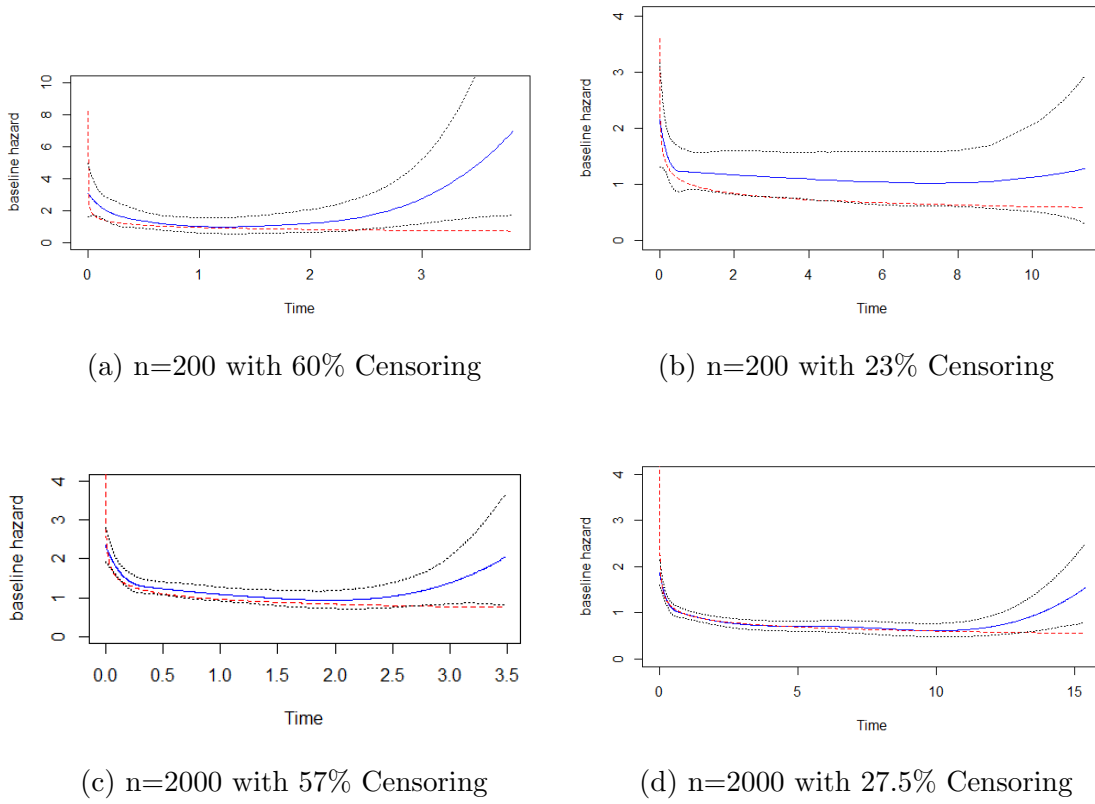 baseline hazard
0 2 4 6 8 10
0 1 2 3
Time
(a) n=200 with 60% Censoring
baseline hazard
0 1 2 3 4
0 2 4 6 8 10
Time
(b) n=200 with 23% Censoring
baseline hazard
0 1 2 3 4
0.0 0.5 1.0 1.5 2.0 2.5 3.0 3.5
Time
(c) n=2000 with 57% Censoring
baseline hazard
0 1 2 3 4
0 5 10 15
Time
(d) n=2000 with 27.5% Censoring